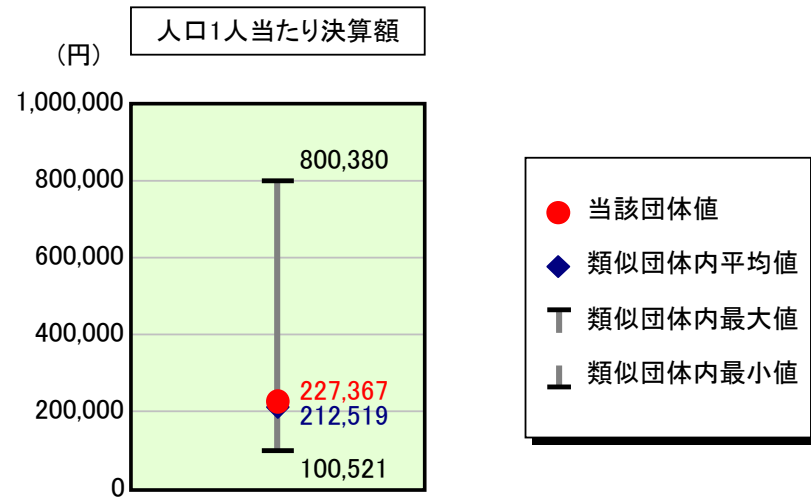 人口1人当たり決算額
（円）
1,000,000
800,000
600,000
400,000
200,000
0
800,380
227,367
212,519
100,521
当該団体値
類似団体内平均値
類似団体内最大値
類似団体内最小値